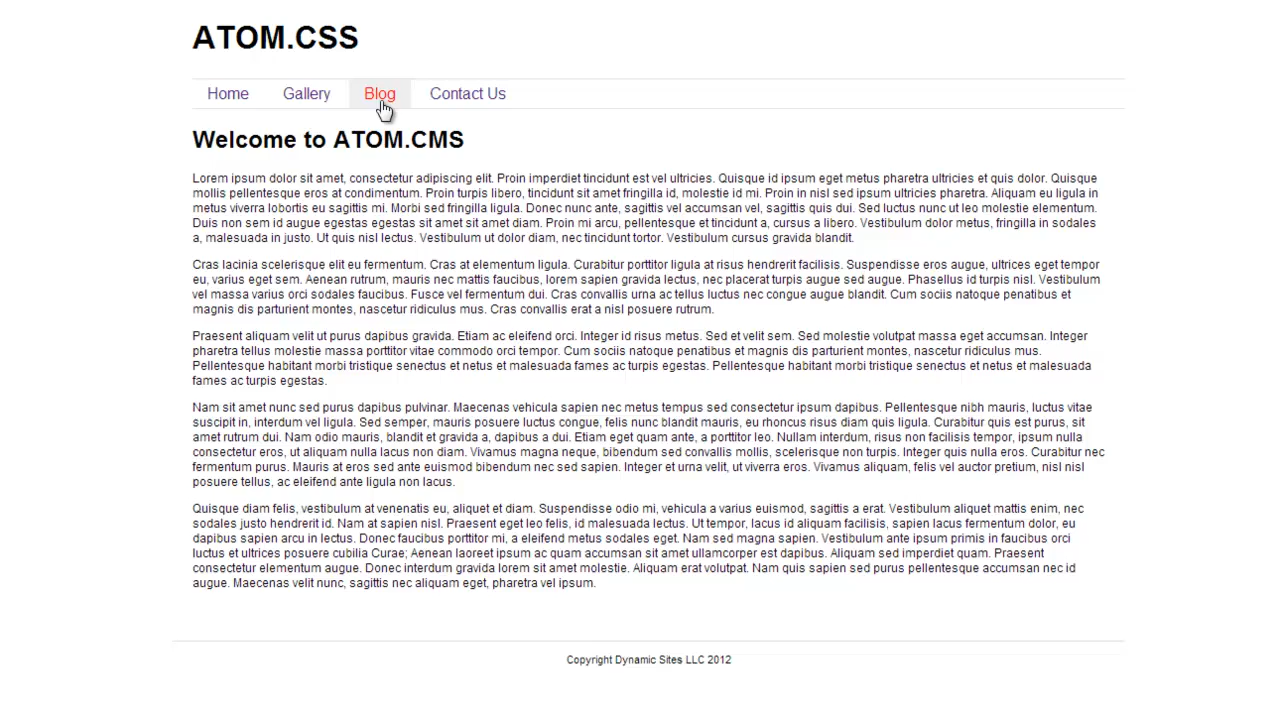 ATOM.CSS
Home Gallery Blog Contact Us
Welcome to ATOM.CMS
Lorem ipsum dolor sit amet, consectetur adipiscing elit. Proin imperdiet tincidunt est vel ultricies. Quisque id ipsum eget metus pharetra ultricies et quis dolor. Quisque
mollis pellentesque eros at condimentum. Proin turpis libero, tincidunt sit amet fringilla id, molestie id mi. Proin in nisl sed ipsum ultricies pharetra. Aliquam eu ligula in
metus viverra lobortis eu sagittis mi. Morbi sed fringilla ligula. Donec nunc ante, sagittis vel accumsan vel, sagittis quis dui. Sed luctus nunc ut leo molestie elementum.
Duis non sem id augue egestas egestas sit amet sit amet diam. Proin mi arcu, pellentesque et tincidunt a, cursus a libero. Vestibulum dolor metus, fringilla in sodales
a, malesuada in justo. Ut quis nisl lectus. Vestibulum ut dolor diam, nec tincidunt tortor. Vestibulum cursus gravida blandit.
Cras lacinia scelerisque elit eu fermentum. Cras at elementum ligula. Curabitur porttitor ligula at risus hendrerit facilisis. Suspendisse eros augue, ultrices eget tempor
eu, varius eget sem. Aenean rutrum, mauris nec mattis faucibus, lorem sapien gravida lectus, nec placerat turpis augue sed augue. Phasellus id turpis nisl. Vestibulum
vel massa varius orci sodales faucibus. Fusce vel fermentum dui. Cras convallis urna ac tellus luctus nec congue augue blandit. Cum sociis natoque penatibus et
magnis dis parturient montes, nascetur ridiculus mus. Cras convallis erat a nisl posuere rutrum.
Praesent aliquam velit ut purus dapibus gravida. Etiam ac eleifend orci. Integer id risus metus. Sed et velit sem. Sed molestie volutpat massa eget accumsan. Integer
pharetra tellus molestie massa porttitor vitae commodo orci tempor. Cum sociis natoque penatibus et magnis dis parturient montes, nascetur ridiculus mus.
Pellentesque habitant morbi tristique senectus et netus et malesuada fames ac turpis egestas. Pellentesque habitant morbi tristique senectus et netus et malesuada
fames ac turpis egestas.
Nam sit amet nunc sed purus dapibus pulvinar. Maecenas vehicula sapien nec metus tempus sed consectetur ipsum dapibus. Pellentesque nibh mauris, luctus vitae
suscipit in, interdum vel ligula. Sed semper, mauris posuere luctus congue, felis nunc blandit mauris, eu rhoncus risus diam quis ligula. Curabitur quis est purus, sit
amet rutrum dui. Nam odio mauris, blandit et gravida a, dapibus a dui. Etiam eget quam ante, a porttitor leo. Nullam interdum, risus non facilisis tempor, ipsum nulla
consectetur eros, ut aliquam nulla lacus non diam. Vivamus magna neque, bibendum sed convallis mollis, scelerisque non turpis. Integer quis nulla eros. Curabitur nec
fermentum purus. Mauris at eros sed ante euismod bibendum nec sed sapien. Integer et urna velit, ut viverra eros. Vivamus aliquam, felis vel auctor pretium, nisl nisl
posuere tellus, ac eleifend ante ligula non lacus.
Quisque diam felis, vestibulum at venenatis eu, aliquet et diam. Suspendisse odio mi, vehicula a varius euismod, sagittis a erat. Vestibulum aliquet mattis enim, nec
sodales justo hendrerit id. Nam at sapien nisl. Praesent eget leo felis, id malesuada lectus. Ut tempor, lacus id aliquam facilisis, sapien lacus fermentum dolor, eu
dapibus sapien arcu in lectus. Donec faucibus porttitor mi, a eleifend metus sodales eget. Nam sed magna sapien. Vestibulum ante ipsum primis in faucibus orci
luctus et ultrices posuere cubilia Curae; Aenean laoreet ipsum ac quam accumsan sit amet ullamcorper est dapibus. Aliquam sed imperdiet quam. Praesent
consectetur elementum augue. Donec interdum gravida lorem sit amet molestie. Aliquam erat volutpat. Nam quis sapien sed purus pellentesque accumsan nec id
augue. Maecenas velit nunc, sagittis nec aliquam eget, pharetra vel ipsum.
Copyright Dynamic Sites LLC 2012